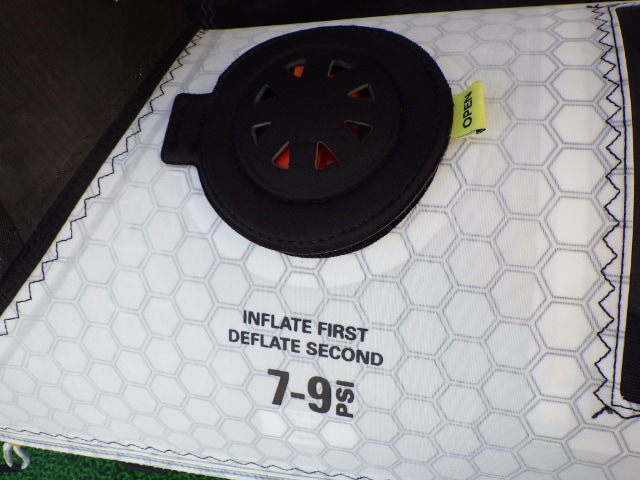 OPEN
INFLATE FIRST
DEFLATE SECOND
7-9 PSI